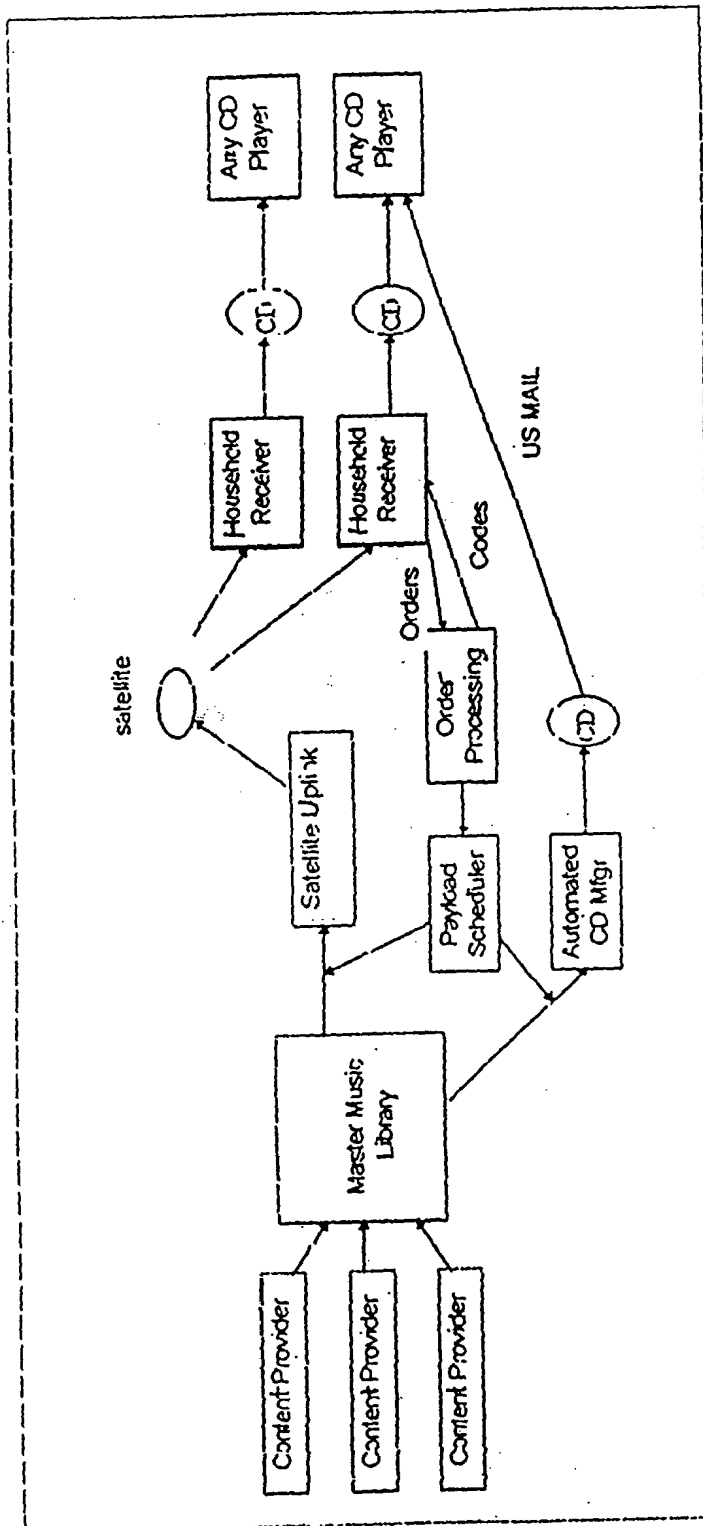 Content Provider
Content Provider
Content Provider
Master Music
Library
Satellite Uplink
satellite
Payload
Scheduler
Automated
CD Mfgr
Order
Processing
Orders
Codes
CD
US MAIL
Household
Receiver
Household
Receiver
CD
CD
Any CD
Player
Any CD
Player